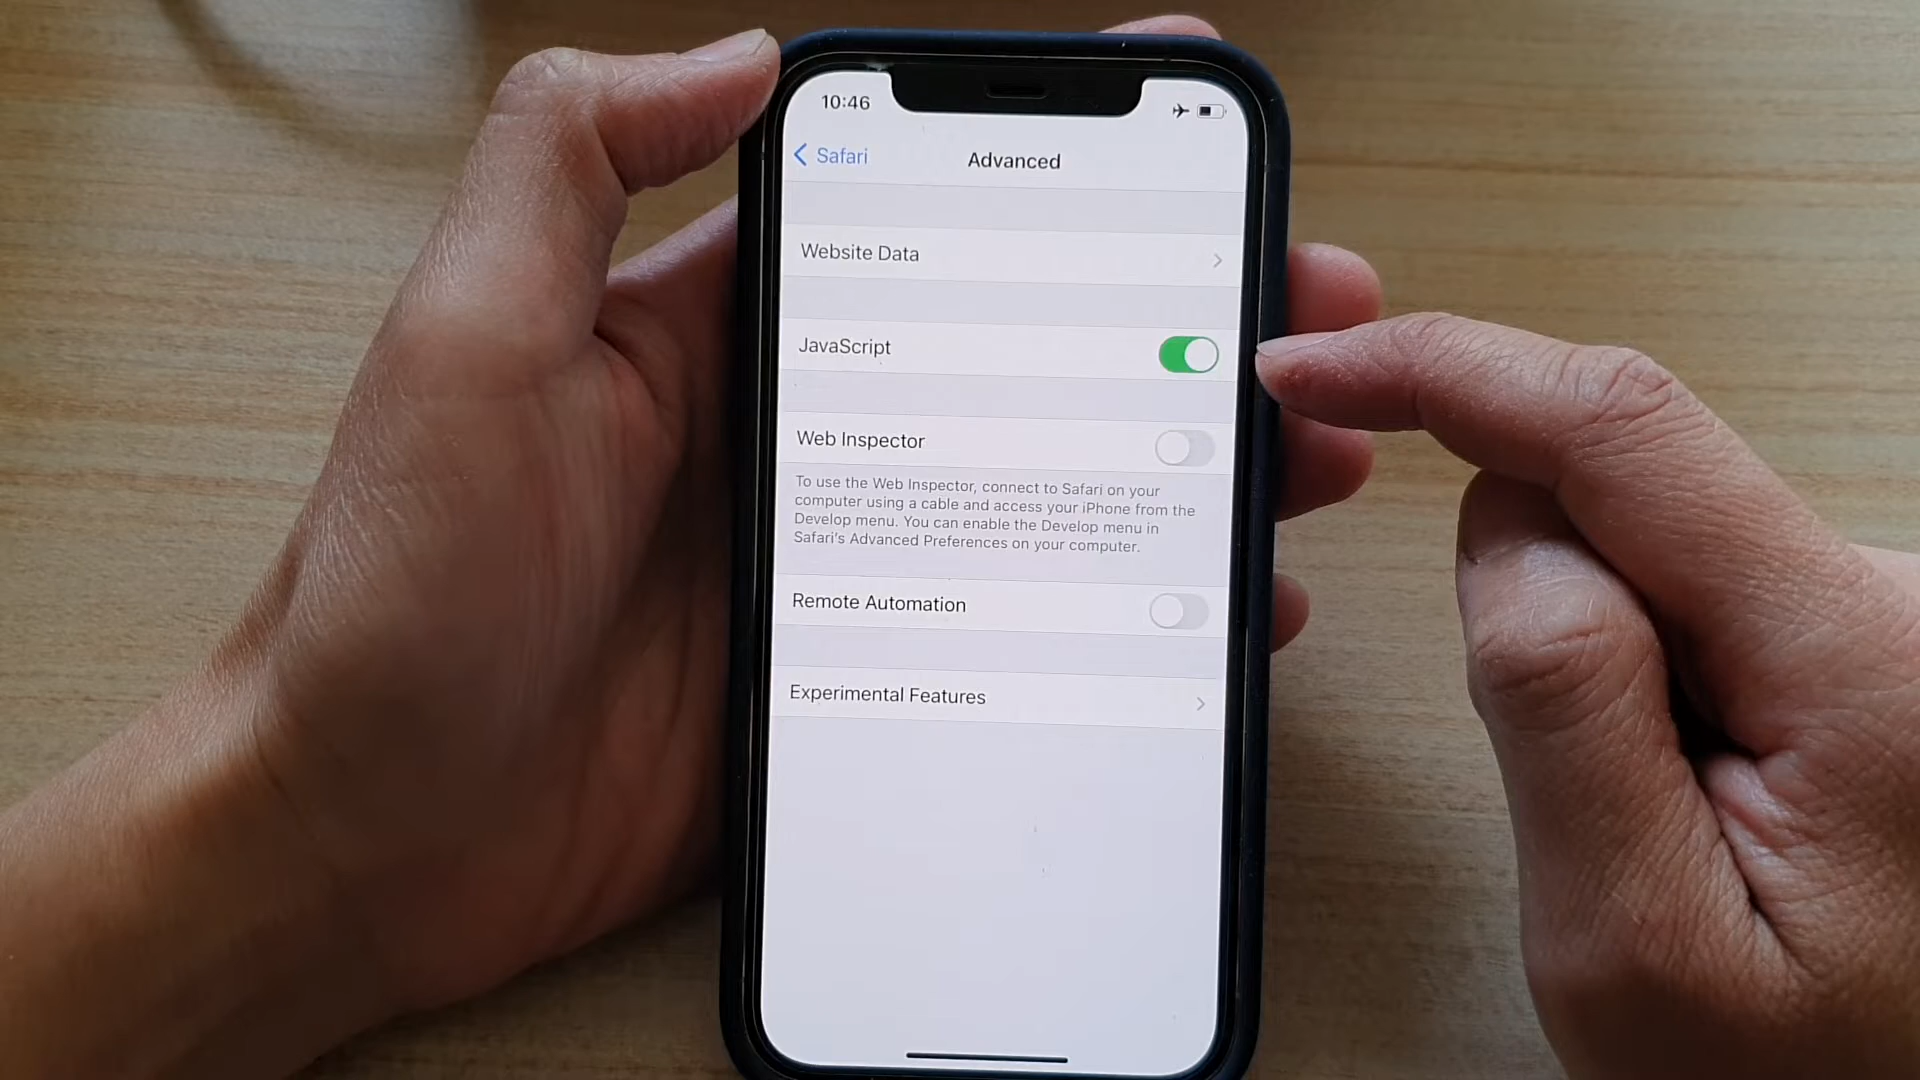 10:46
Safari
Advanced
Website Data
JavaScript
Web Inspector
To use the Web Inspector, connect to Safari on your
computer using a cable and access your iPhone from the
Develop menu. You can enable the Develop menu in
Safari's Advanced Preferences on your computer.
Remote Automation
Experimental Features